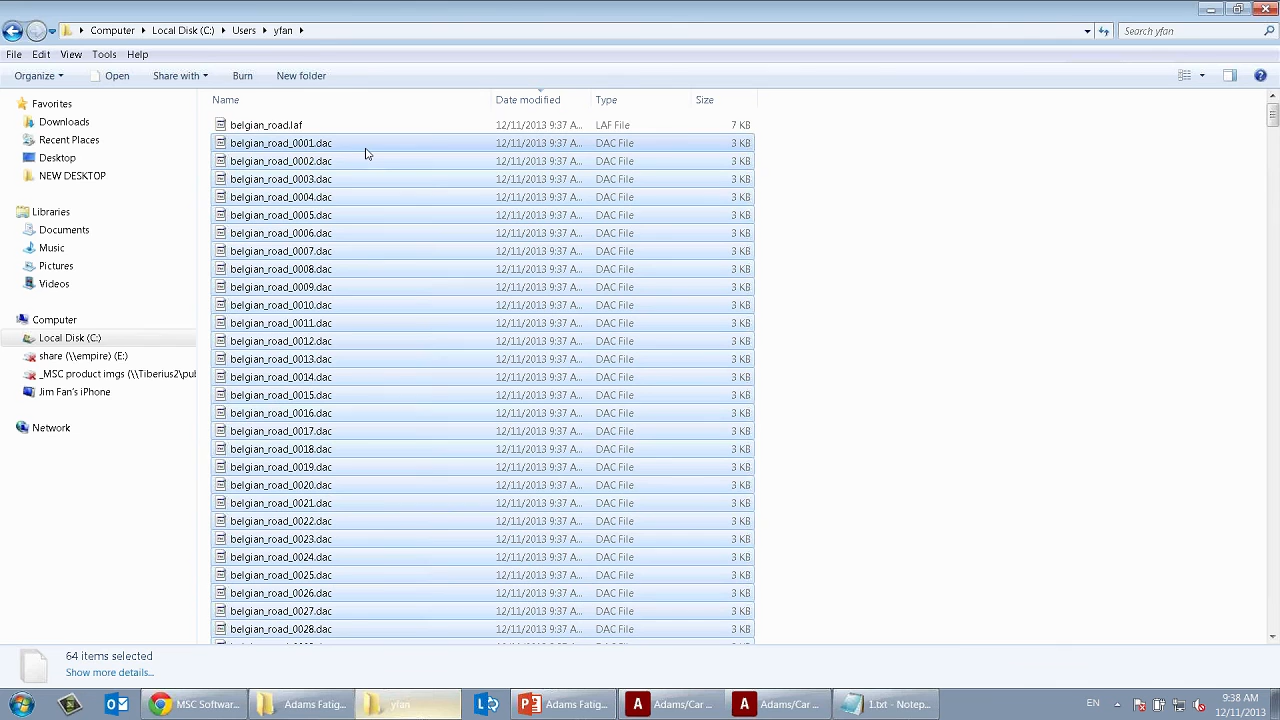 Computer Local Disk (C:) Users yfan
Search yfan
File Edit View Tools Help
Organize Open Share with Burn New folder
Name Date modified Type Size
Favorites
Downloads
Recent Places
Desktop
NEW DESKTOP
Libraries
Documents
Music
Pictures
Videos
Computer
Local Disk (C:)
share (\\empire) (E:)
_MSC product imgs (\\Tiberius2\put
Jim Fan's iPhone
Network
belgian_road.laf 12/11/2013 9:37 A... LAF File 7 KB
belgian_road_0001.dac 12/11/2013 9:37 A... DAC File 3 KB
belgian_road_0002.dac 12/11/2013 9:37 A... DAC File 3 KB
belgian_road_0003.dac 12/11/2013 9:37 A... DAC File 3 KB
belgian_road_0004.dac 12/11/2013 9:37 A... DAC File 3 KB
belgian_road_0005.dac 12/11/2013 9:37 A... DAC File 3 KB
belgian_road_0006.dac 12/11/2013 9:37 A... DAC File 3 KB
belgian_road_0007.dac 12/11/2013 9:37 A... DAC File 3 KB
belgian_road_0008.dac 12/11/2013 9:37 A... DAC File 3 KB
belgian_road_0009.dac 12/11/2013 9:37 A... DAC File 3 KB
belgian_road_0010.dac 12/11/2013 9:37 A... DAC File 3 KB
belgian_road_0011.dac 12/11/2013 9:37 A... DAC File 3 KB
belgian_road_0012.dac 12/11/2013 9:37 A... DAC File 3 KB
belgian_road_0013.dac 12/11/2013 9:37 A... DAC File 3 KB
belgian_road_0014.dac 12/11/2013 9:37 A... DAC File 3 KB
belgian_road_0015.dac 12/11/2013 9:37 A... DAC File 3 KB
belgian_road_0016.dac 12/11/2013 9:37 A... DAC File 3 KB
belgian_road_0017.dac 12/11/2013 9:37 A... DAC File 3 KB
belgian_road_0018.dac 12/11/2013 9:37 A... DAC File 3 KB
belgian_road_0019.dac 12/11/2013 9:37 A... DAC File 3 KB
belgian_road_0020.dac 12/11/2013 9:37 A... DAC File 3 KB
belgian_road_0021.dac 12/11/2013 9:37 A... DAC File 3 KB
belgian_road_0022.dac 12/11/2013 9:37 A... DAC File 3 KB
belgian_road_0023.dac 12/11/2013 9:37 A... DAC File 3 KB
belgian_road_0024.dac 12/11/2013 9:37 A... DAC File 3 KB
belgian_road_0025.dac 12/11/2013 9:37 A... DAC File 3 KB
belgian_road_0026.dac 12/11/2013 9:37 A... DAC File 3 KB
belgian_road_0027.dac 12/11/2013 9:37 A... DAC File 3 KB
belgian_road_0028.dac 12/11/2013 9:37 A... DAC File 3 KB
64 items selected
Show more details...
MSC Softwar... Adams Fatig... yfan Adams Fatig... Adams/Car ... Adams/Car ... 1.txt - Notep... EN 9:38 AM
12/11/2013